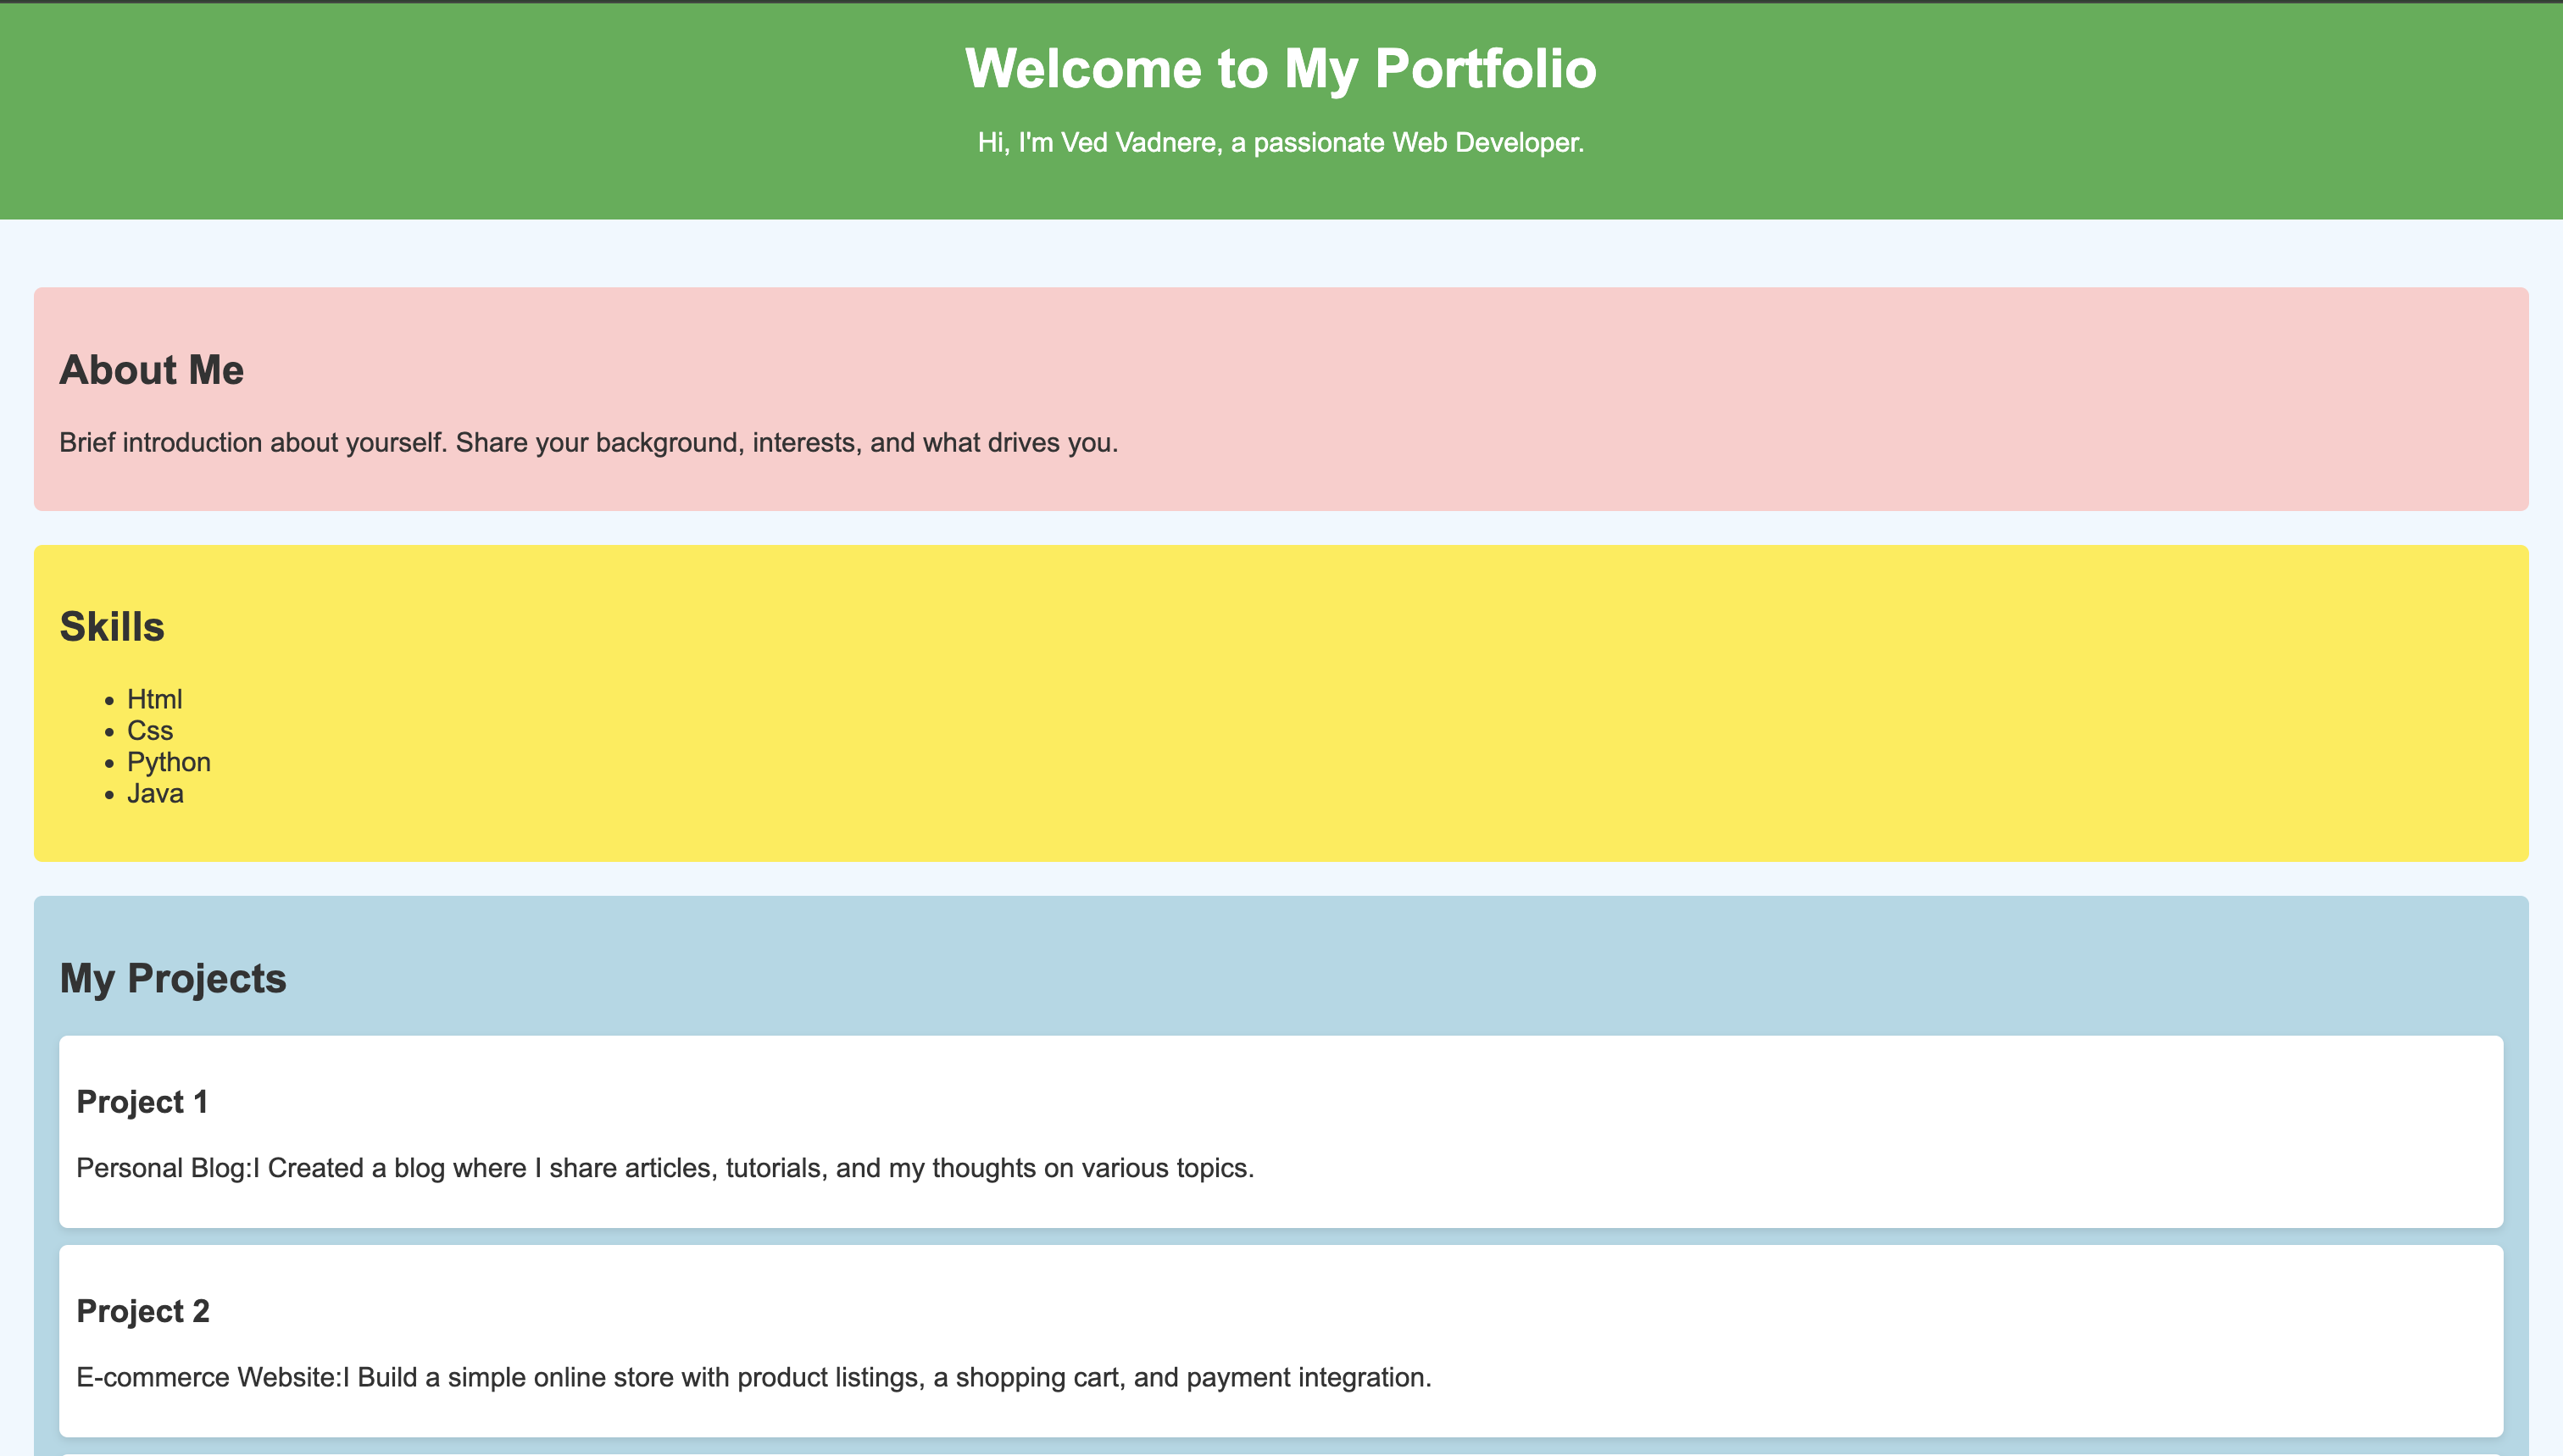 Welcome to My Portfolio
Hi, I'm Ved Vadnere, a passionate Web Developer.
About Me
Brief introduction about yourself. Share your background, interests, and what drives you.
Skills
Html
Css
Python
Java
My Projects
Project 1
Personal Blog:I Created a blog where I share articles, tutorials, and my thoughts on various topics.
Project 2
E-commerce Website:I Build a simple online store with product listings, a shopping cart, and payment integration.